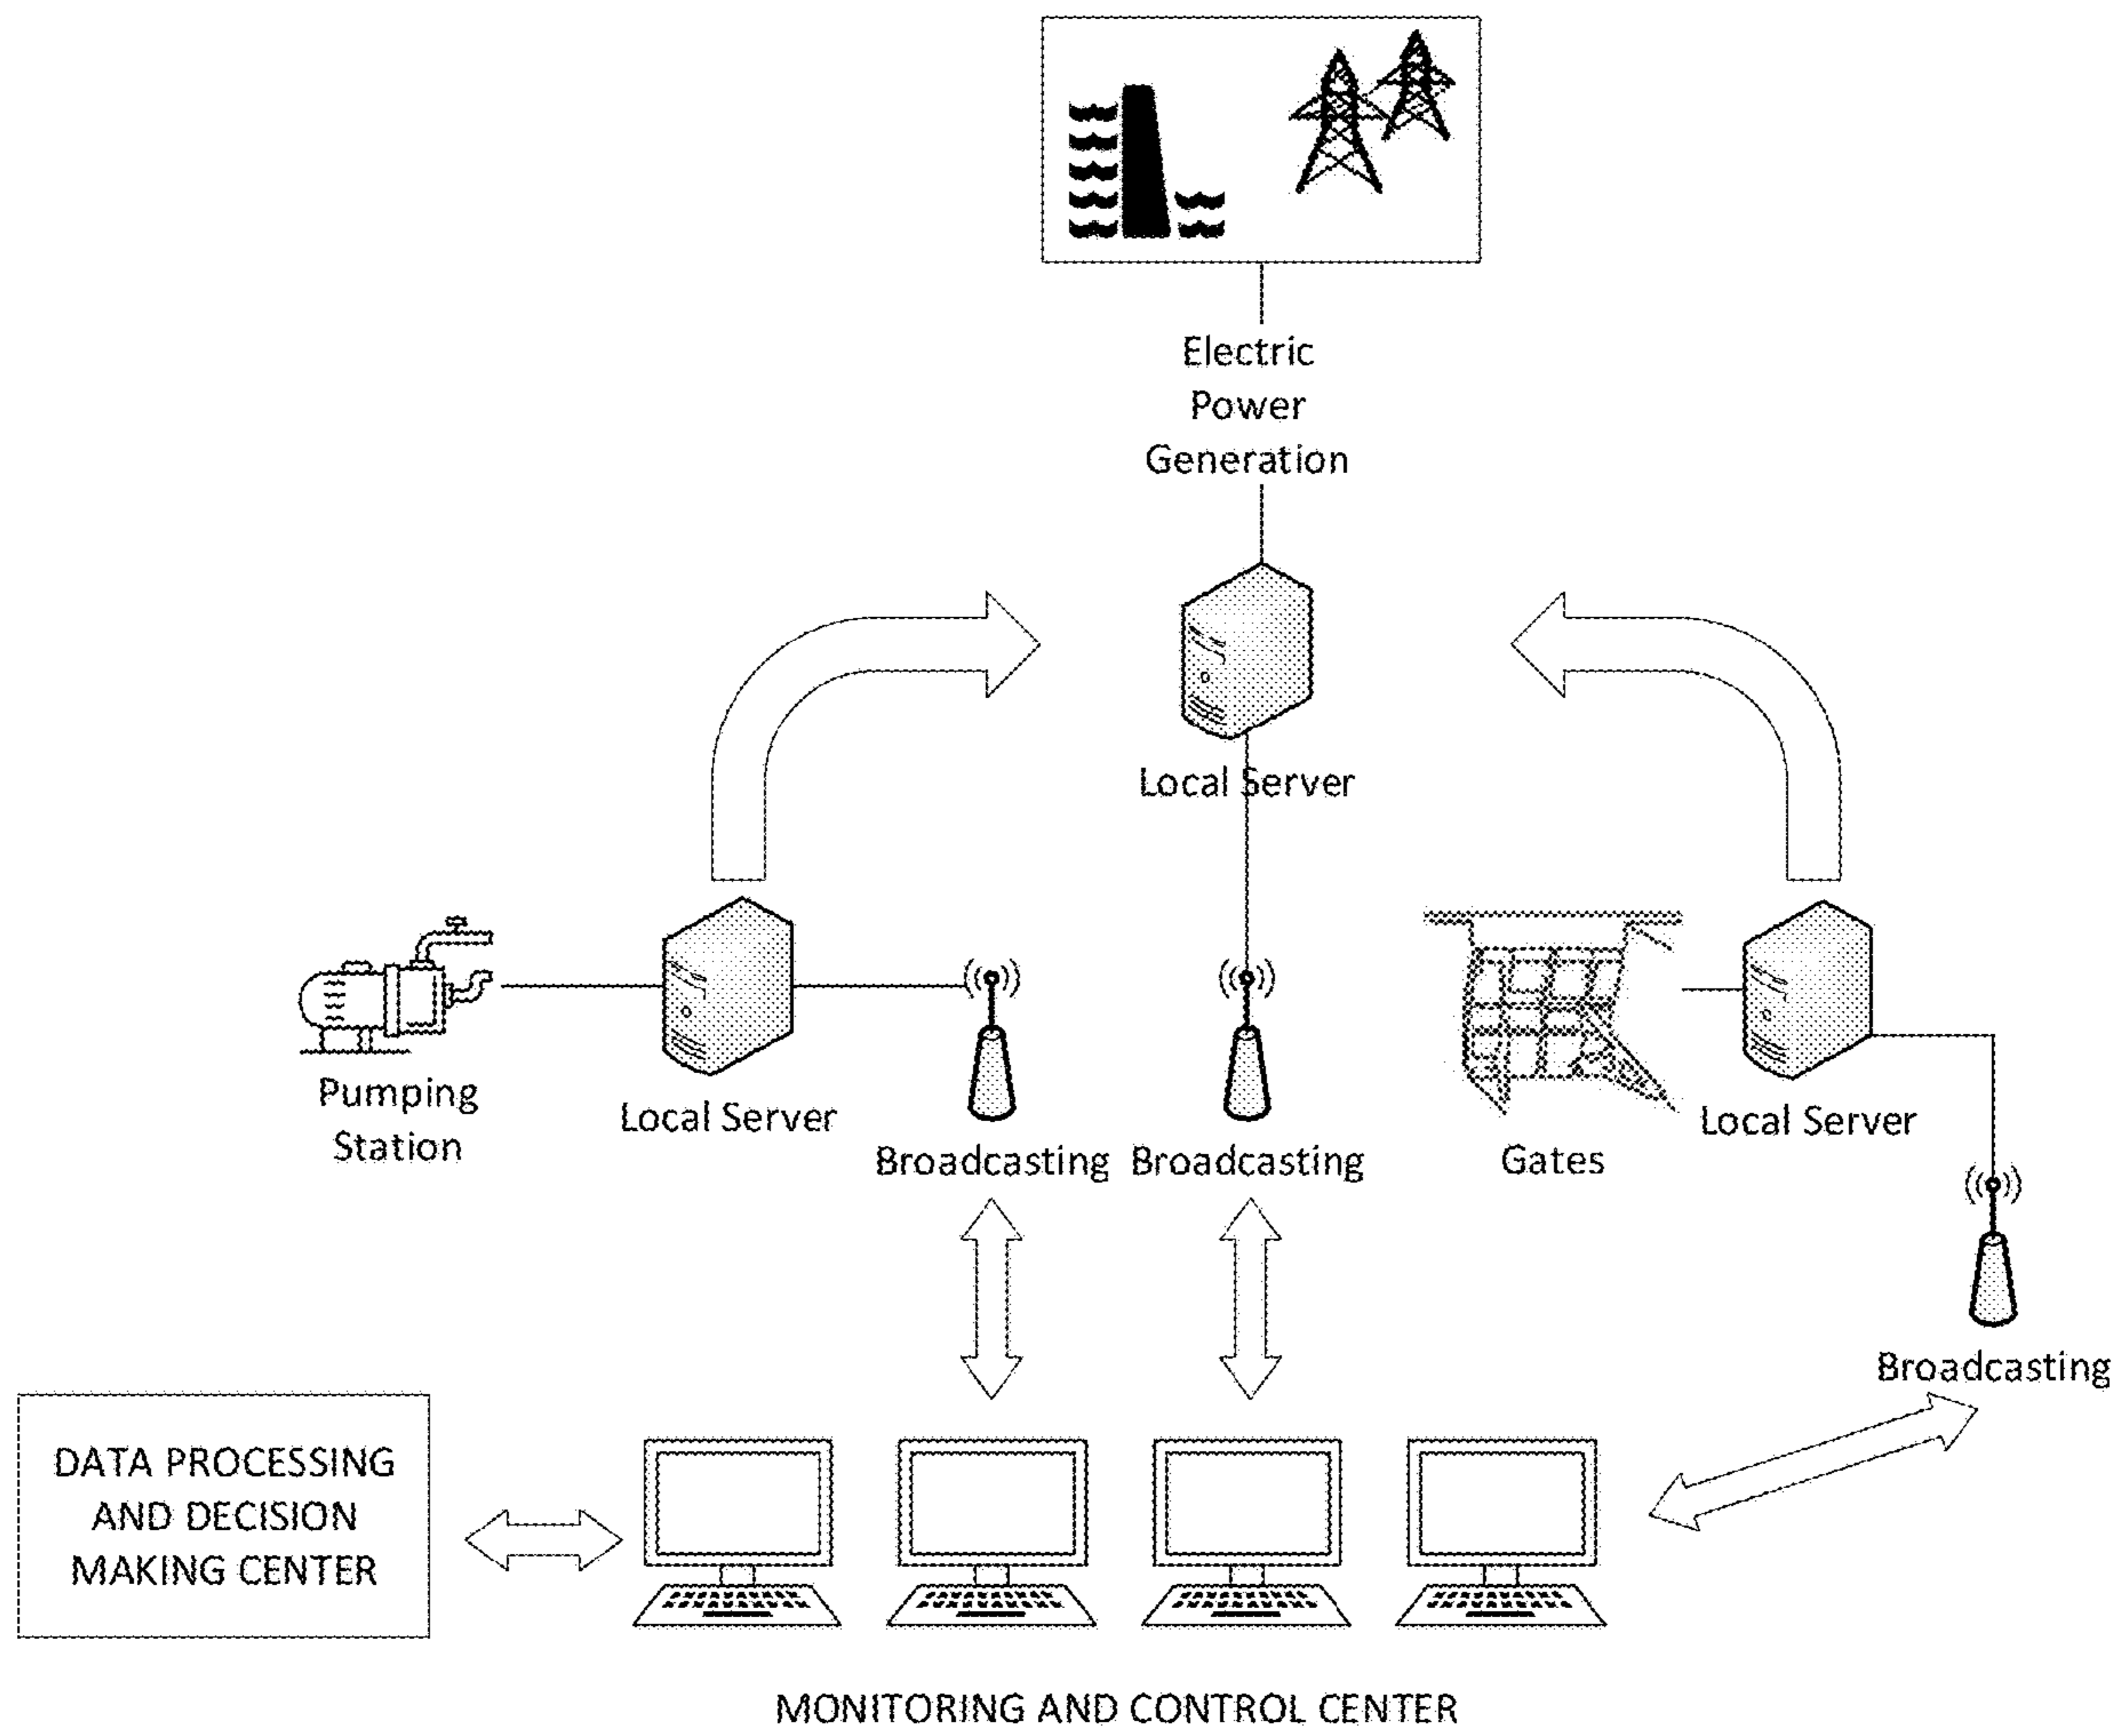 Electric
Power
Generation
Local Server
Pumping
Station
Local Server
Broadcasting
Broadcasting
Gates
Local Server
Broadcasting
DATA PROCESSING
AND DECISION
MAKING CENTER
MONITORING AND CONTROL CENTER